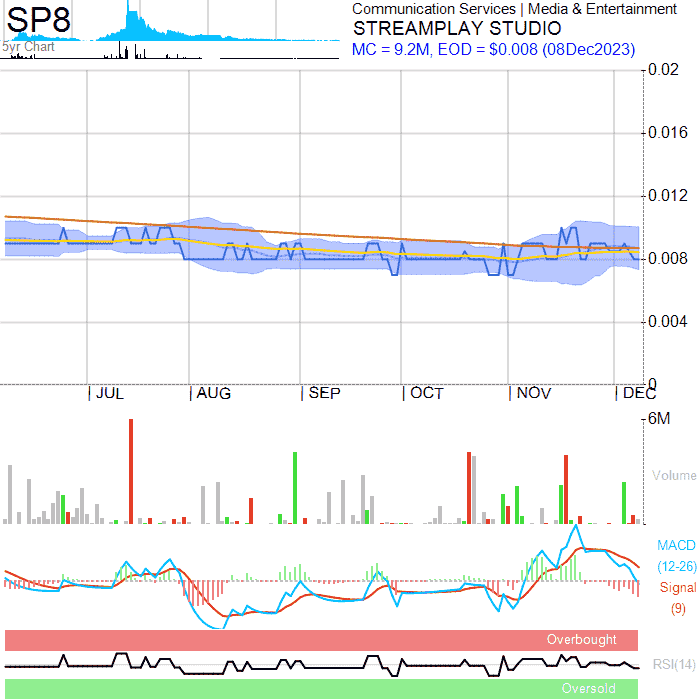 SP8
5yr Chart
Communication Services | Media & Entertainment
STREAMPLAY STUDIO
MC = 9.2M, EOD = $0.008 (08Dec2023)
0.02
0.016
0.012
0.008
0.004
0
JUL AUG SEP OCT NOV DEC
6M
Volume
MACD
(12-26)
Signal
(9)
Overbought
RSI(14)
Oversold